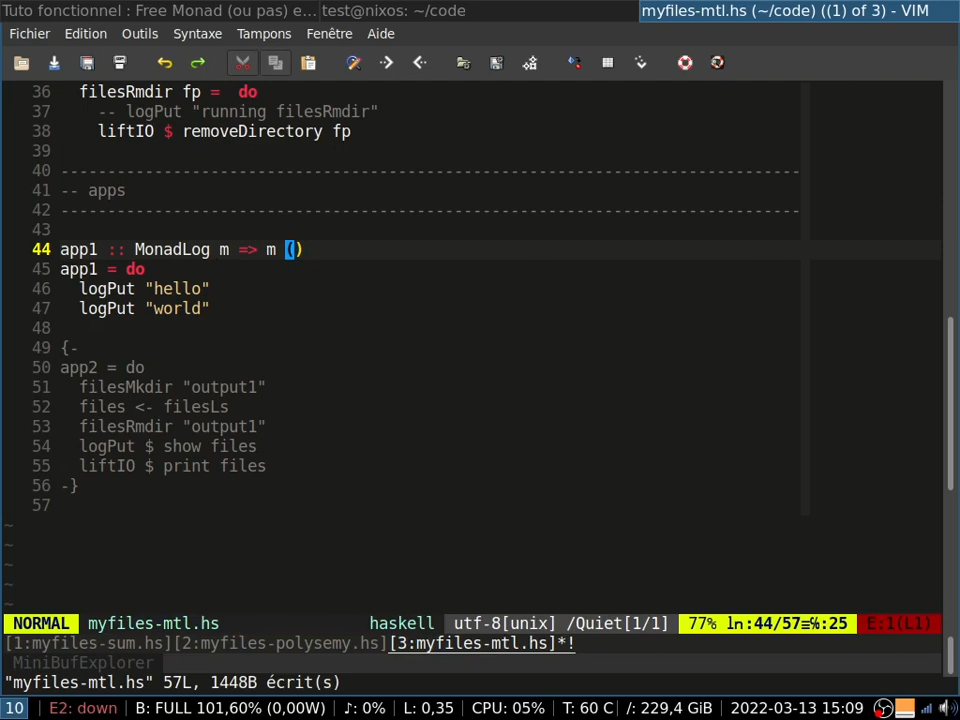 Tuto fonctionnel : Free Monad (ou pas) e... test@nixos: ~/code myfiles-mtl.hs (~/code) ((1) of 3) - VIM
Fichier Edition Outils Syntaxe Tampons Fenêtre Aide
36 filesRmdir fp = do
37 -- logPut "running filesRmdir"
38 liftIO $ removeDirectory fp
39
40 -------------------------------------------------------------------------------
41 -- apps
42 -------------------------------------------------------------------------------
43
44 app1 :: MonadLog m => m ()
45 app1 = do
46 logPut "hello"
47 logPut "world"
48
49 {-
50 app2 = do
51 filesMkdir "output1"
52 files <- filesLs
53 filesRmdir "output1"
54 logPut $ show files
55 liftIO $ print files
56 -}
57
~
~
~
~
~
NORMAL myfiles-mtl.hs haskell utf-8[unix] /Quiet[1/1] 77% ln:44/57≡℅:25 E:1(L1)
[1:myfiles-sum.hs][2:myfiles-polysemy.hs][3:myfiles-mtl.hs]*!
MiniBufExplorer
"myfiles-mtl.hs" 57L, 1448B écrit(s)
10 E2: down B: FULL 101,60% (0,00W) ♪: 0% L: 0,35 CPU: 05% T: 60 C /: 229,4 GiB 2022-03-13 15:09